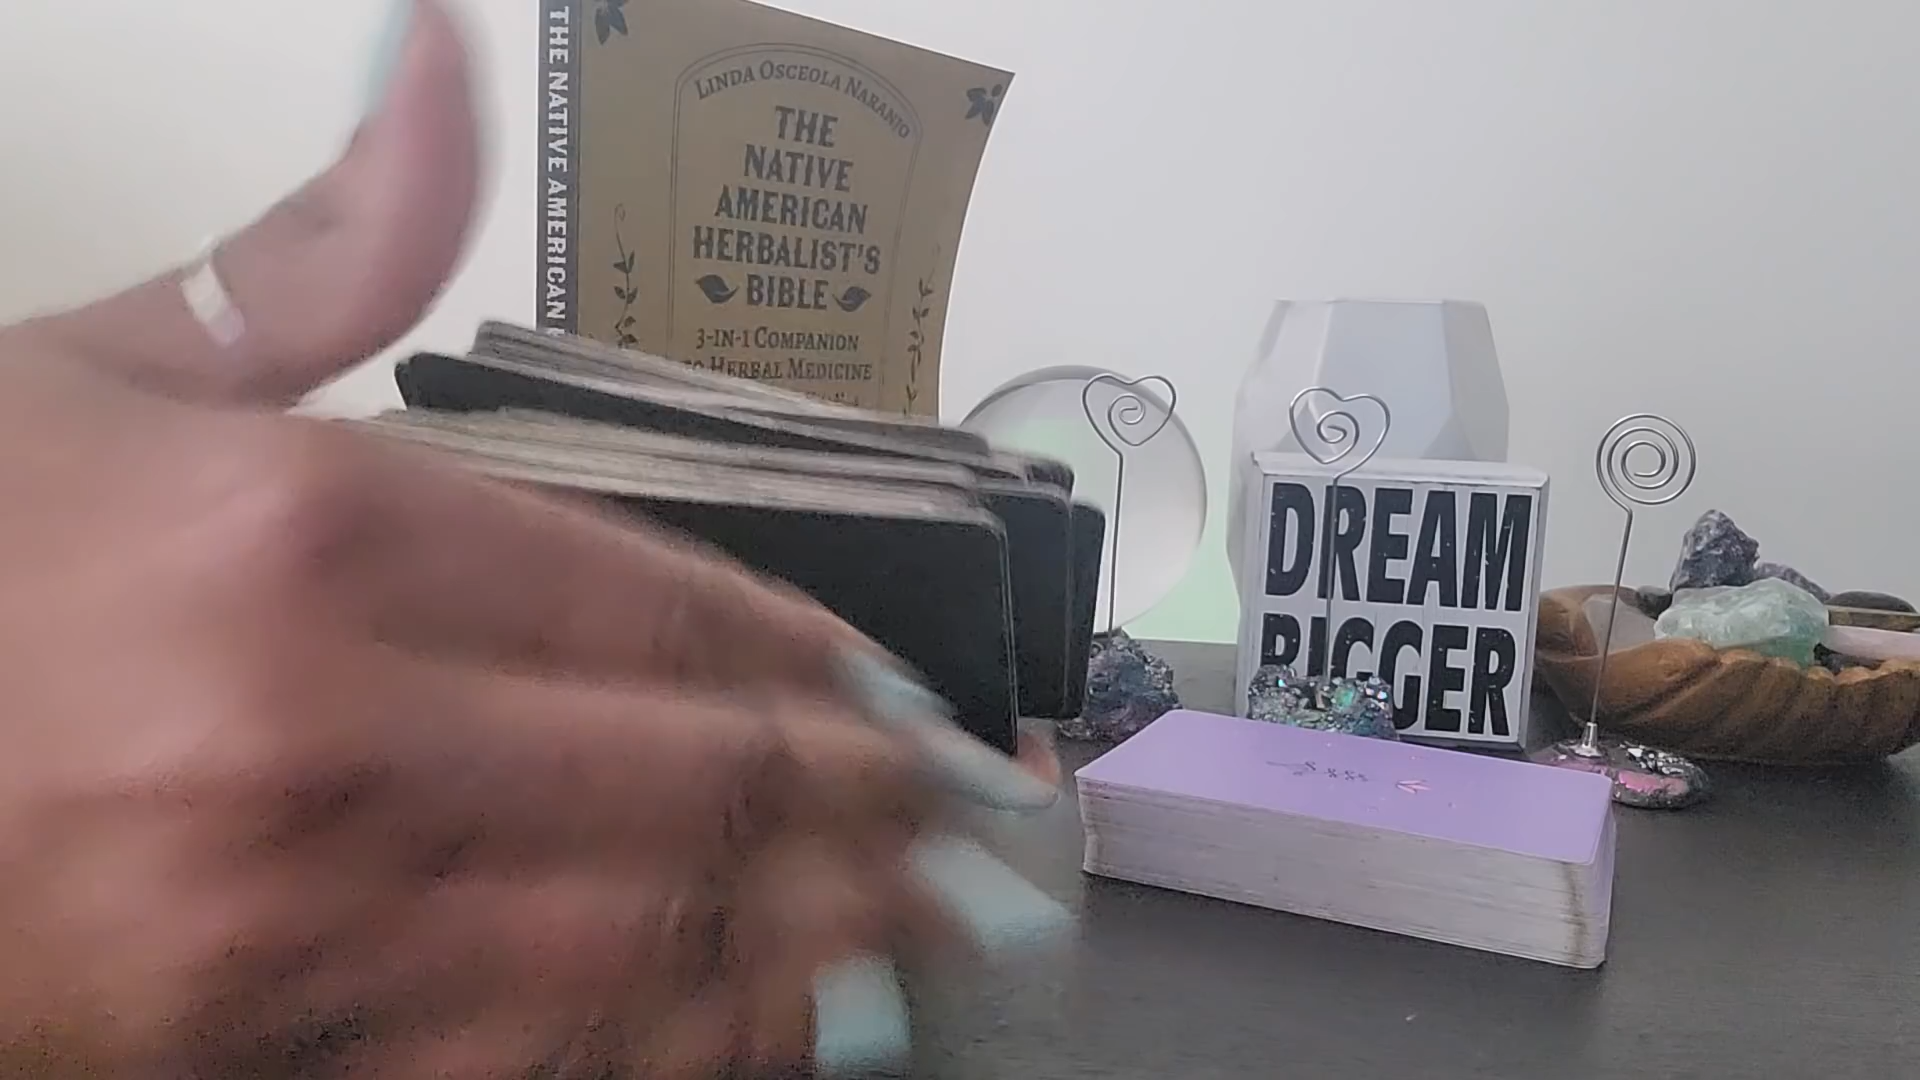 THE NATIVE AMERICAN
LINDA OSCEOLA NARANJO
THE
NATIVE
AMERICAN
HERBALIST'S
BIBLE
3-IN-1 COMPANION
TO HERBAL MEDICINE
DREAM
BIGGER